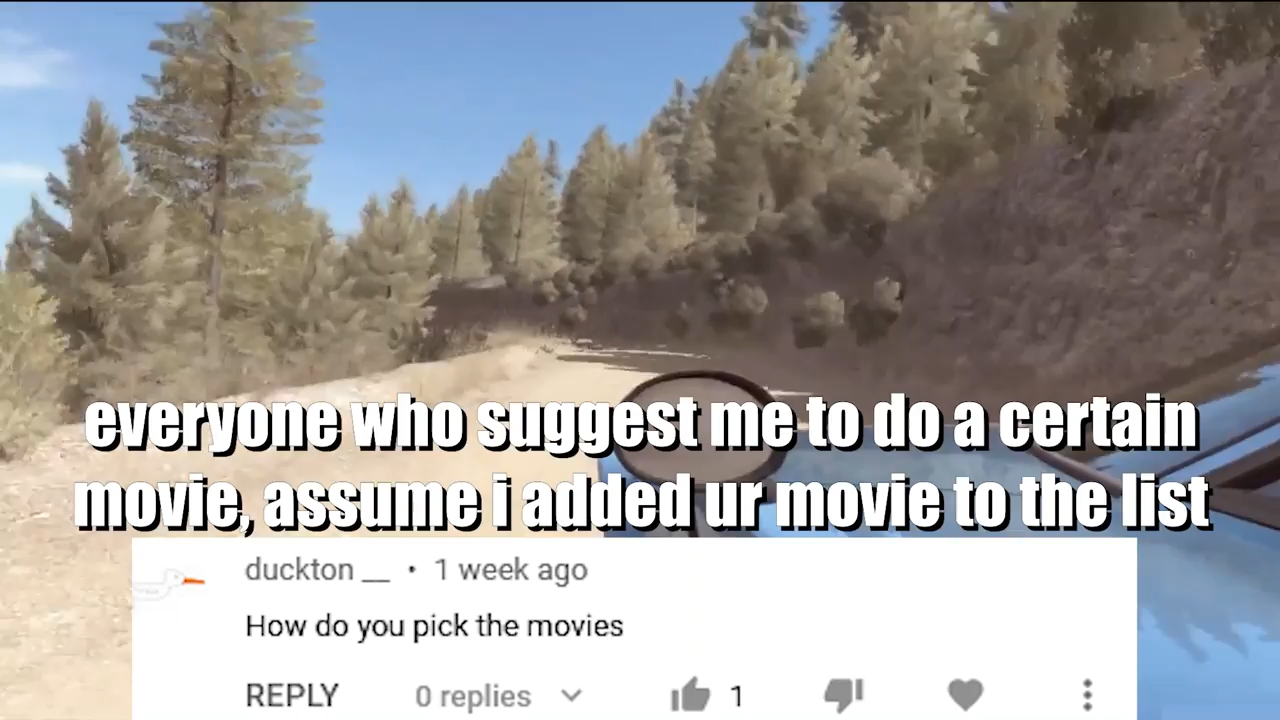 everyone who suggest me to do a certain
movie, assume i added ur movie to the list
duckton __ • 1 week ago
How do you pick the movies
REPLY 0 replies 1